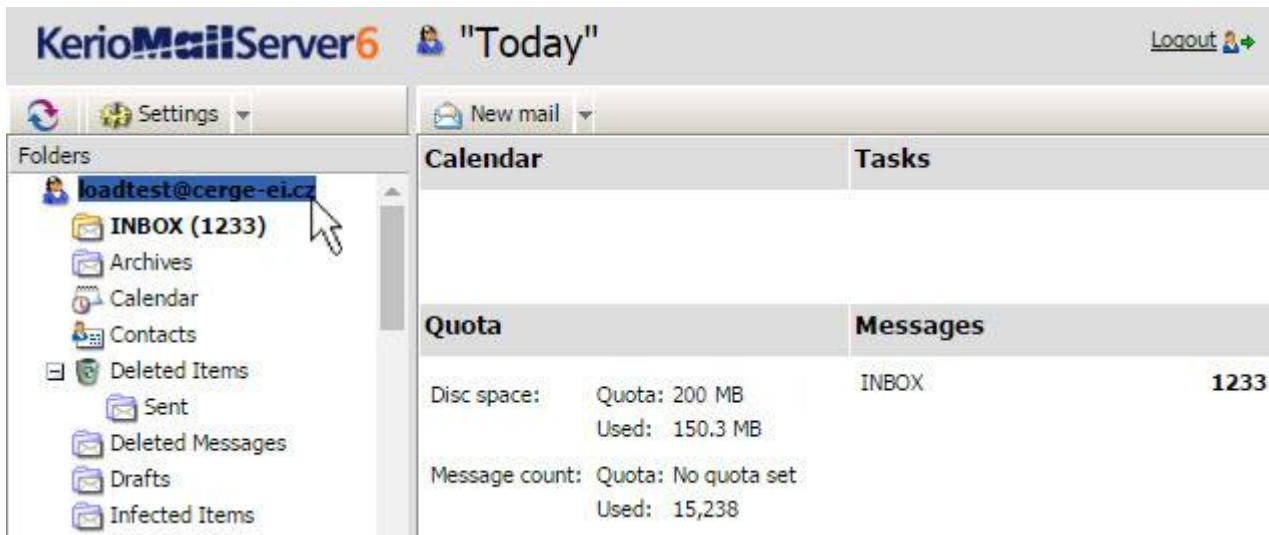 KerioMailServer6 "Today" Logout
Settings New mail
Folders
loadtest@cerge-ei.cz
INBOX (1233)
Archives
Calendar
Contacts
Deleted Items
Sent
Deleted Messages
Drafts
Infected Items
Calendar Tasks
Quota Messages
Disc space: Quota: 200 MB
Used: 150.3 MB
Message count: Quota: No quota set
Used: 15,238
INBOX 1233